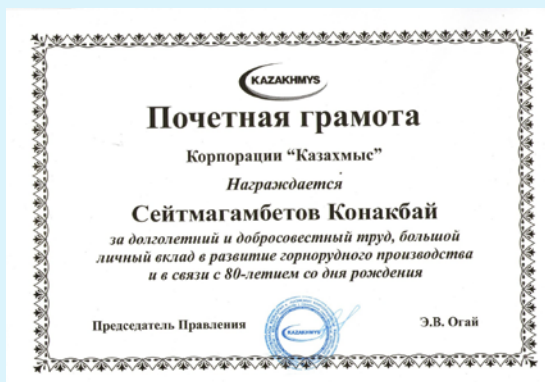 KAZAKHMYS
Почетная грамота
Корпорации “Казахмыс”
Награждается
Сейтмагамбетов Конакбай
за долголетний и добросовестный труд, большой
личный вклад в развитие горнорудного производства
и в связи с 80-летием со дня рождения
Председатель Правления
KAZAKHMYS
Э.В. Огай